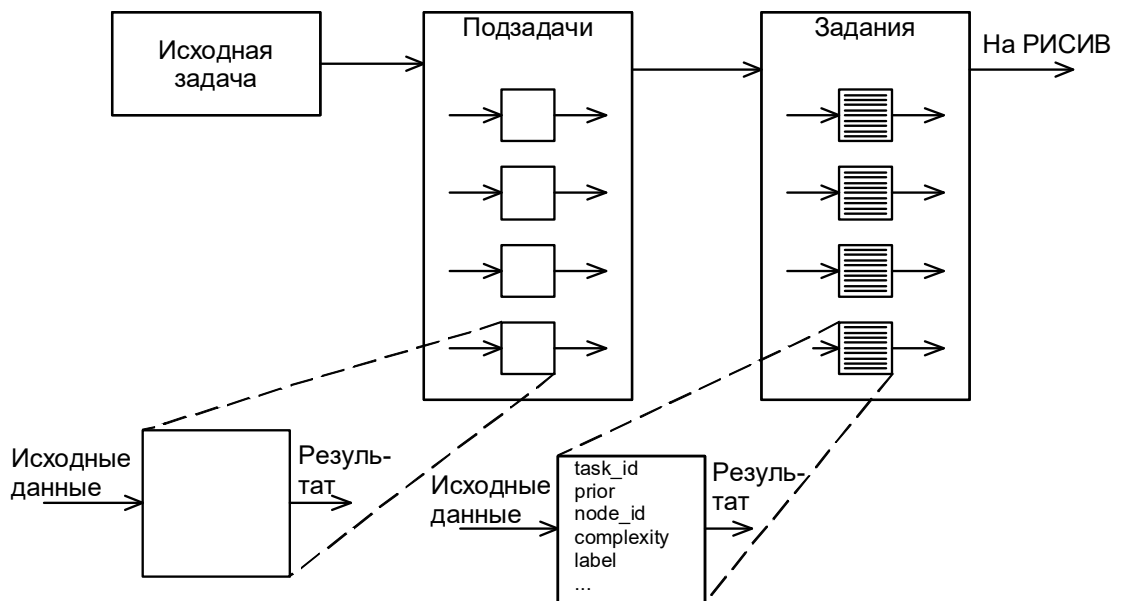 Исходная
задача
Подзадачи
Задания
На РИСИВ
Исходные
данные
Резуль-
тат
Исходные
данные
task_id
prior
node_id
complexity
label
...
Резуль-
тат